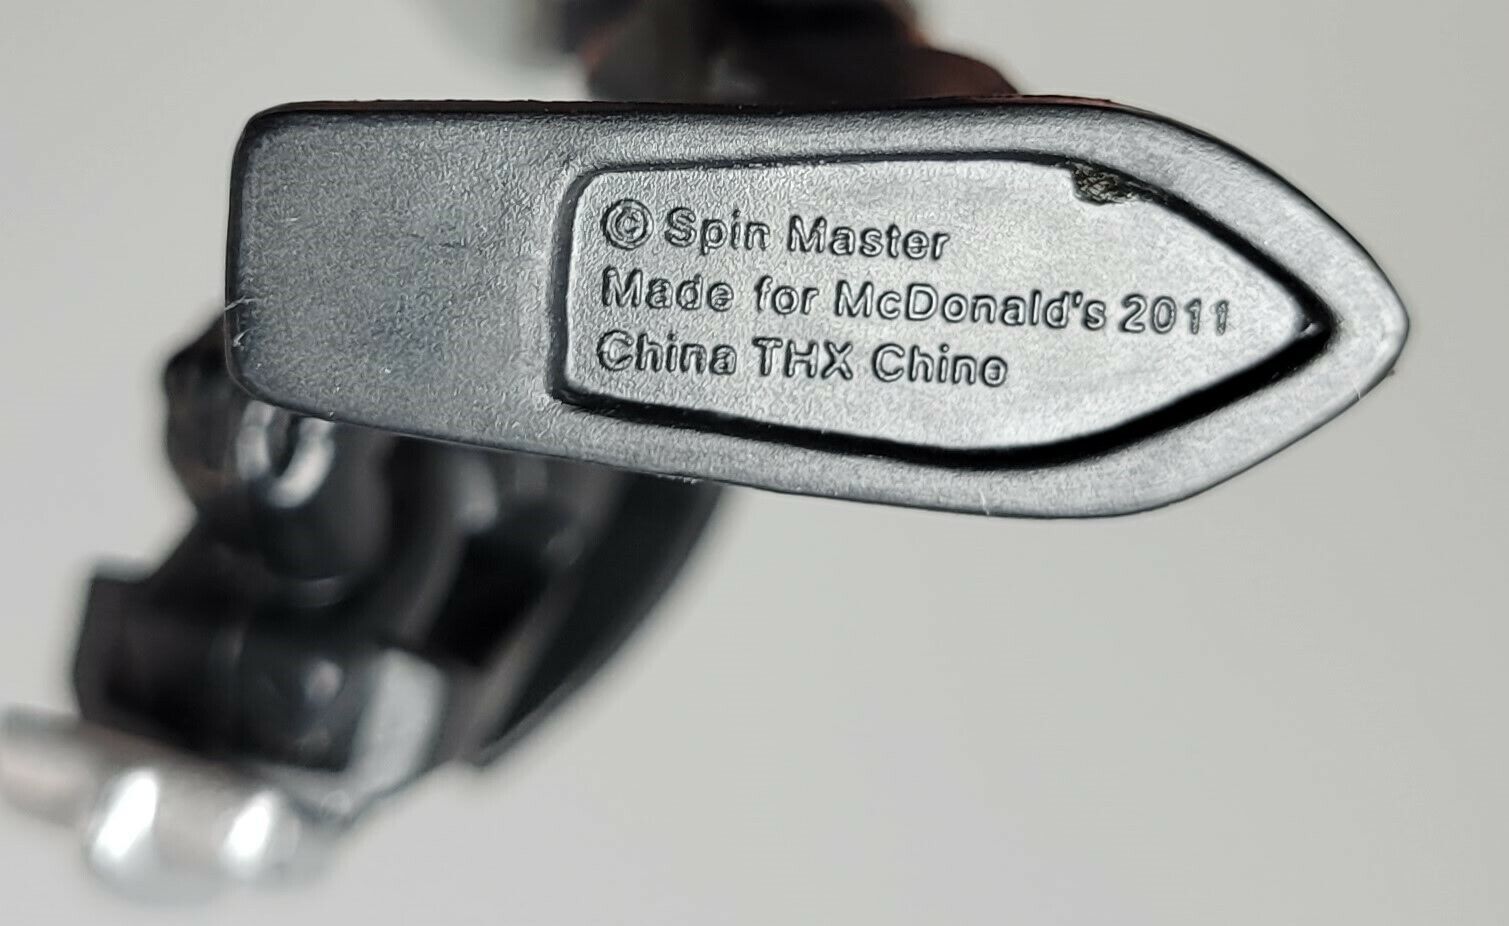 © Spin Master
Made for McDonald's 2011
China THX Chine